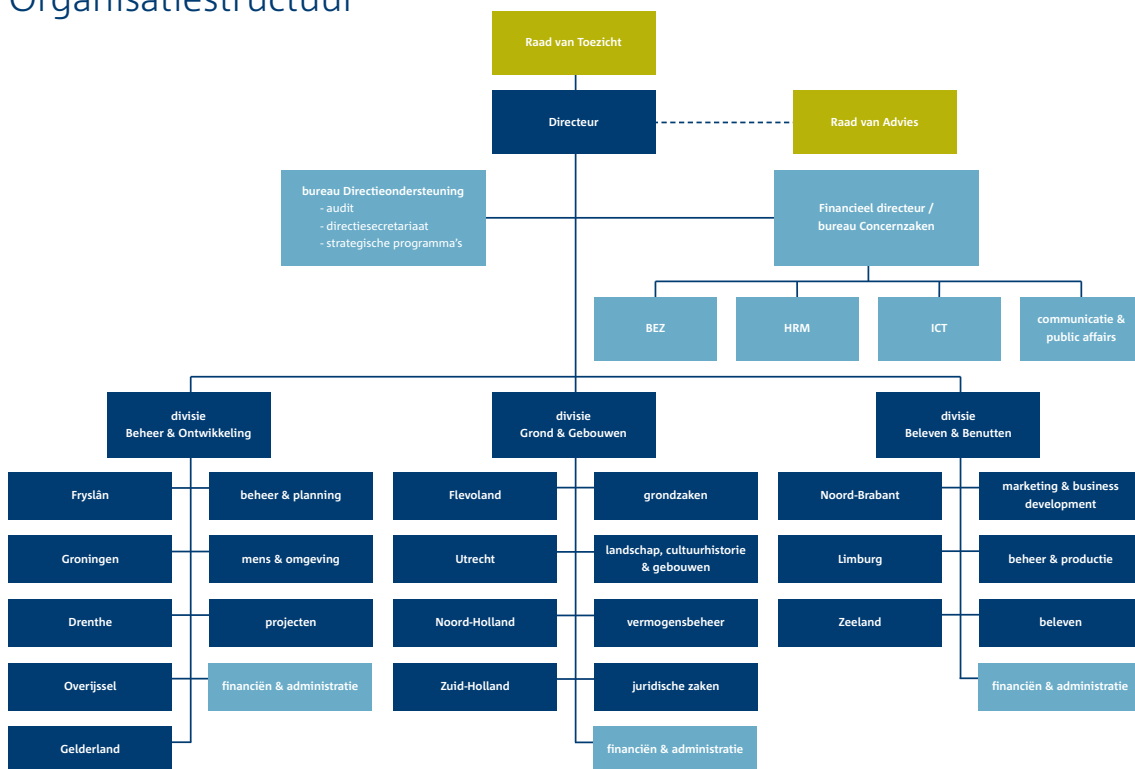 Organisatiestructuur
Raad van Toezicht
Directeur
Raad van Advies
bureau Directieondersteuning
- audit
- directiesecretariaat
- strategische programma's
Financieel directeur /
bureau Concernzaken
BEZ
HRM
ICT
communicatie &
public affairs
divisie
Beheer & Ontwikkeling
divisie
Grond & Gebouwen
divisie
Beleven & Benutten
Fryslân
beheer & planning
Flevoland
grondzaken
Noord-Brabant
marketing & business
development
Groningen
mens & omgeving
Utrecht
landschap, cultuurhistorie
& gebouwen
Limburg
beheer & productie
Drenthe
projecten
Noord-Holland
vermogensbeheer
Zeeland
beleven
Overijssel
financiën & administratie
Zuid-Holland
juridische zaken
financiën & administratie
Gelderland
financiën & administratie